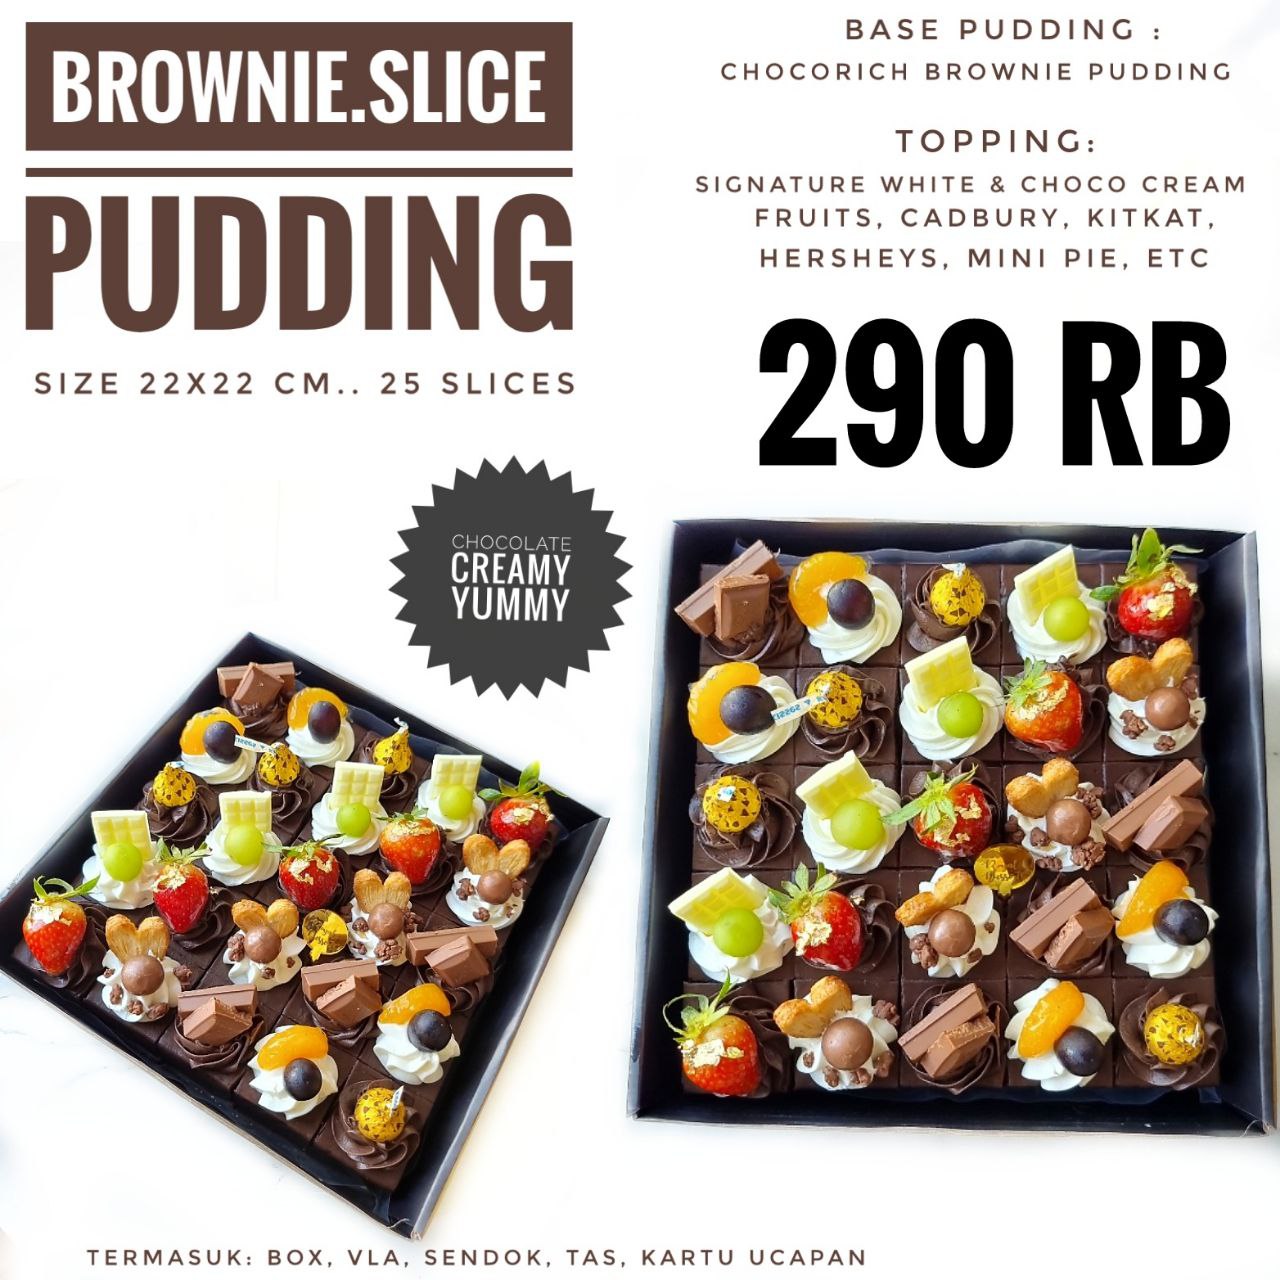 BROWNIE.SLICE
PUDDING
SIZE 22X22 CM.. 25 SLICES
BASE PUDDING :
CHOCORICH BROWNIE PUDDING
TOPPING:
SIGNATURE WHITE & CHOCO CREAM
FRUITS, CADBURY, KITKAT,
HERSHEYS, MINI PIE, ETC
290 RB
CHOCOLATE
CREAMY
YUMMY
TERMASUK: BOX, VLA, SENDOK, TAS, KARTU UCAPAN